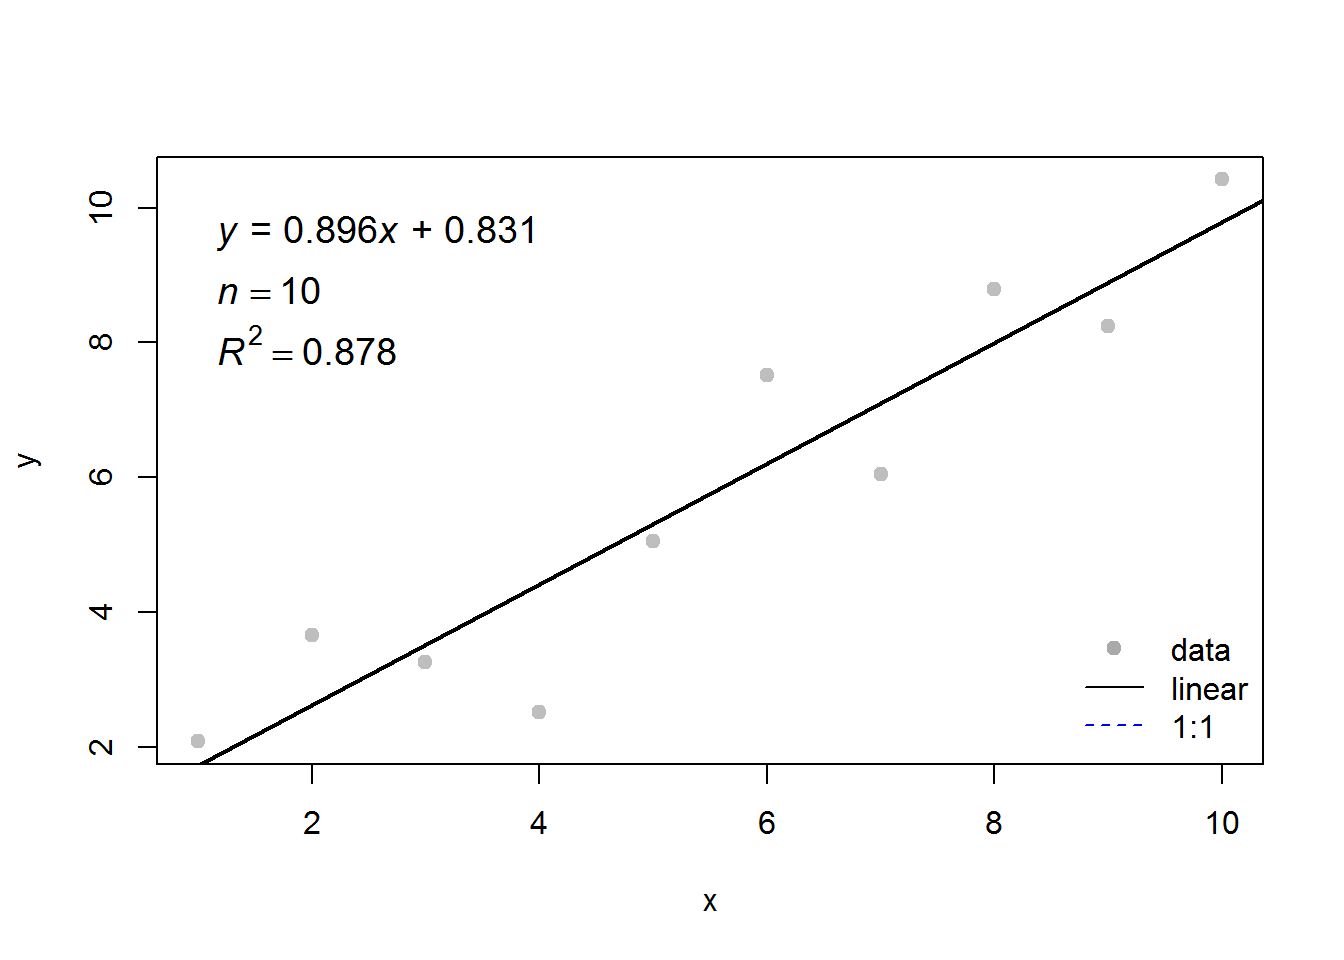 y = 0.896x + 0.831
n = 10
R² = 0.878
10
8
6
4
2
y
data
linear
1:1
2 4 6 8 10
x